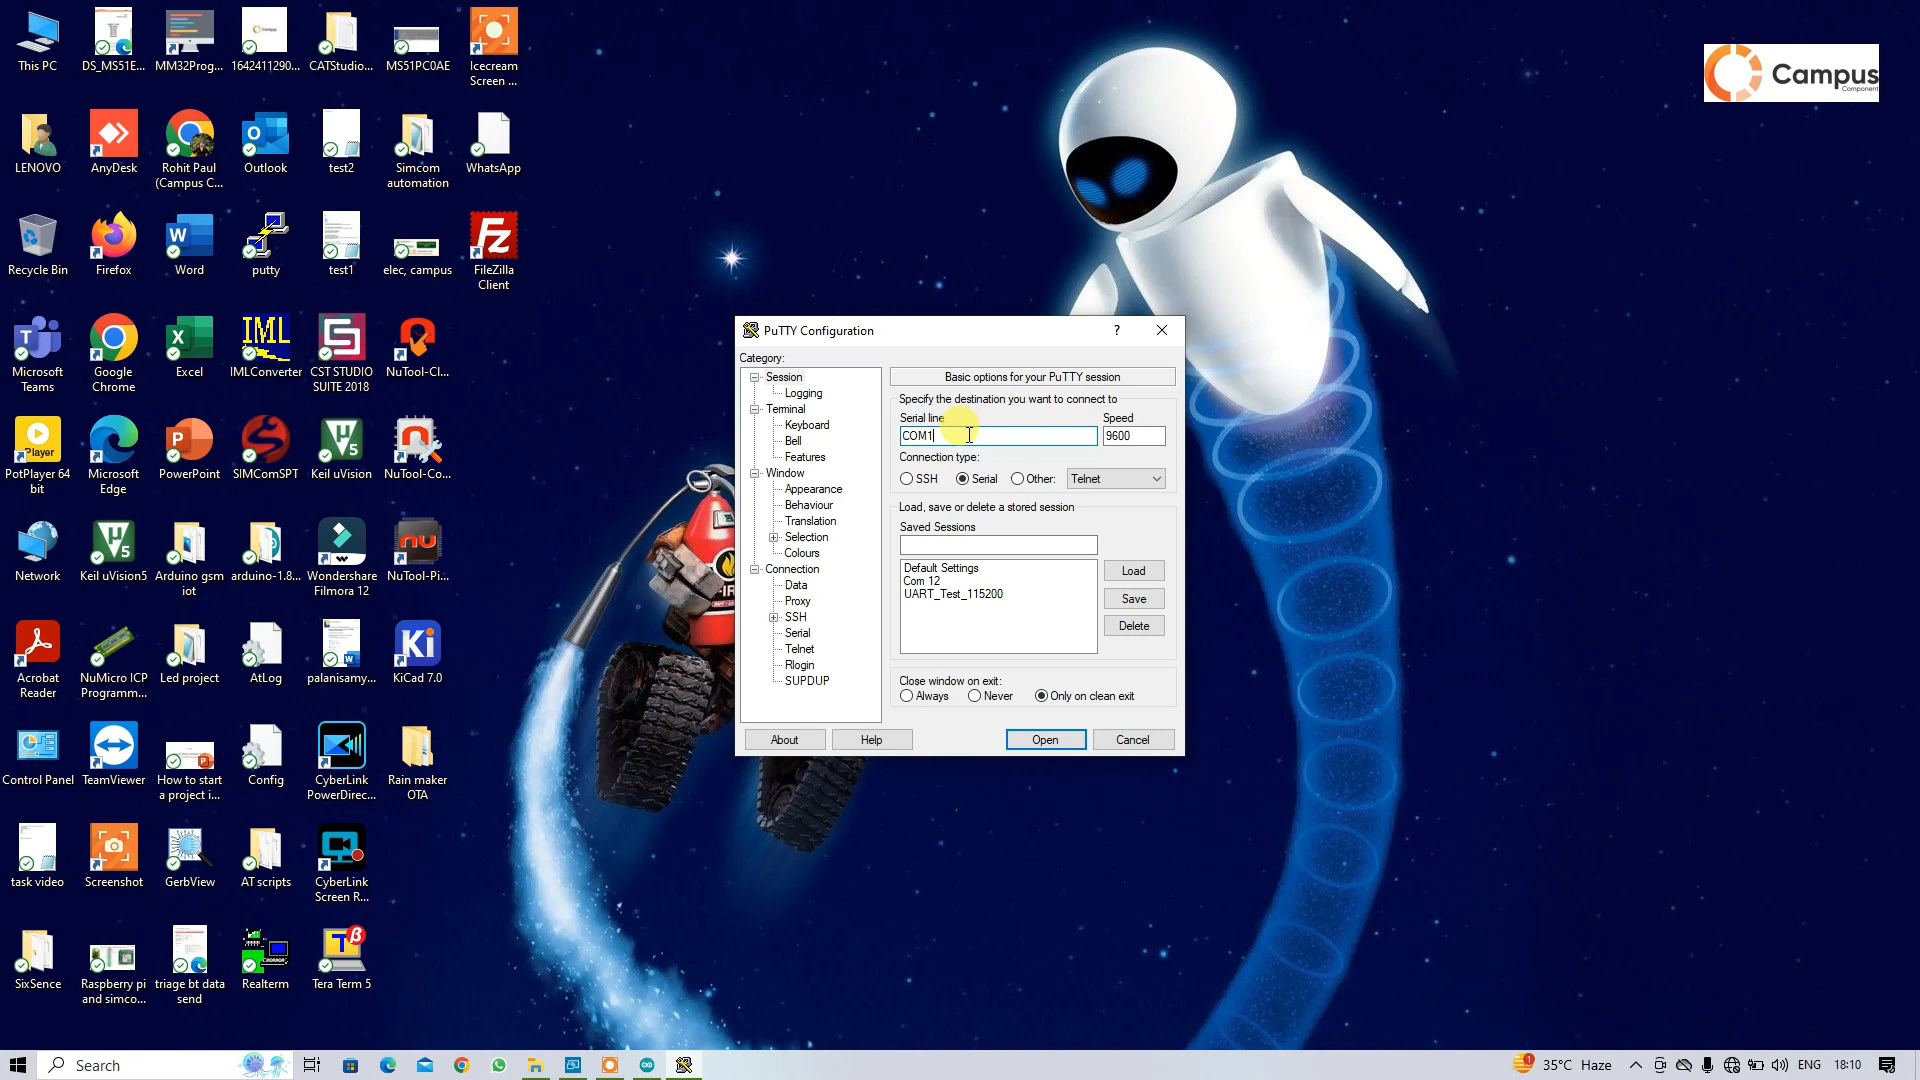 This PC
DS_MS51E...
MM32Prog...
1642411290...
CATStudio...
MS51PC0AE
Icecream
Screen ...
LENOVO
AnyDesk
Rohit Paul
(Campus C...
Outlook
test2
Simcom
automation
WhatsApp
Recycle Bin
Firefox
Word
putty
test1
elec, campus
FileZilla
Client
Microsoft
Teams
Google
Chrome
Excel
IML
IMLConverter
CST STUDIO
SUITE 2018
NuTool-Cl...
Player
PotPlayer 64
bit
Microsoft
Edge
PowerPoint
SIMComSPT
Keil uVision
NuTool-Co...
Network
Keil uVision5
Arduino gsm
iot
arduino-1.8...
Wondershare
Filmora 12
nu
NuTool-Pi...
Acrobat
Reader
NuMicro ICP
Programm...
Led project
AtLog
palanisamy...
Ki
KiCad 7.0
Control Panel
TeamViewer
How to start
a project i...
Config
CyberLink
PowerDirec...
Rain maker
OTA
task video
Screenshot
GerbView
AT scripts
CyberLink
Screen R...
SixSence
Raspberry pi
and simco...
triage bt data
send
Realterm
Tera Term 5
Campus
Component
PuTTY Configuration
?
Category:
Session
Logging
Terminal
Keyboard
Bell
Features
Window
Appearance
Behaviour
Translation
Selection
Colours
Connection
Data
Proxy
SSH
Serial
Telnet
Rlogin
SUPDUP
Basic options for your PuTTY session
Specify the destination you want to connect to
Serial line
Speed
COM1
9600
Connection type:
SSH
Serial
Other:
Telnet
Load, save or delete a stored session
Saved Sessions
Default Settings
Com 12
UART_Test_115200
Load
Save
Delete
Close window on exit:
Always
Never
Only on clean exit
About
Help
Open
Cancel
Search
1
35°C Haze
ENG
18:10